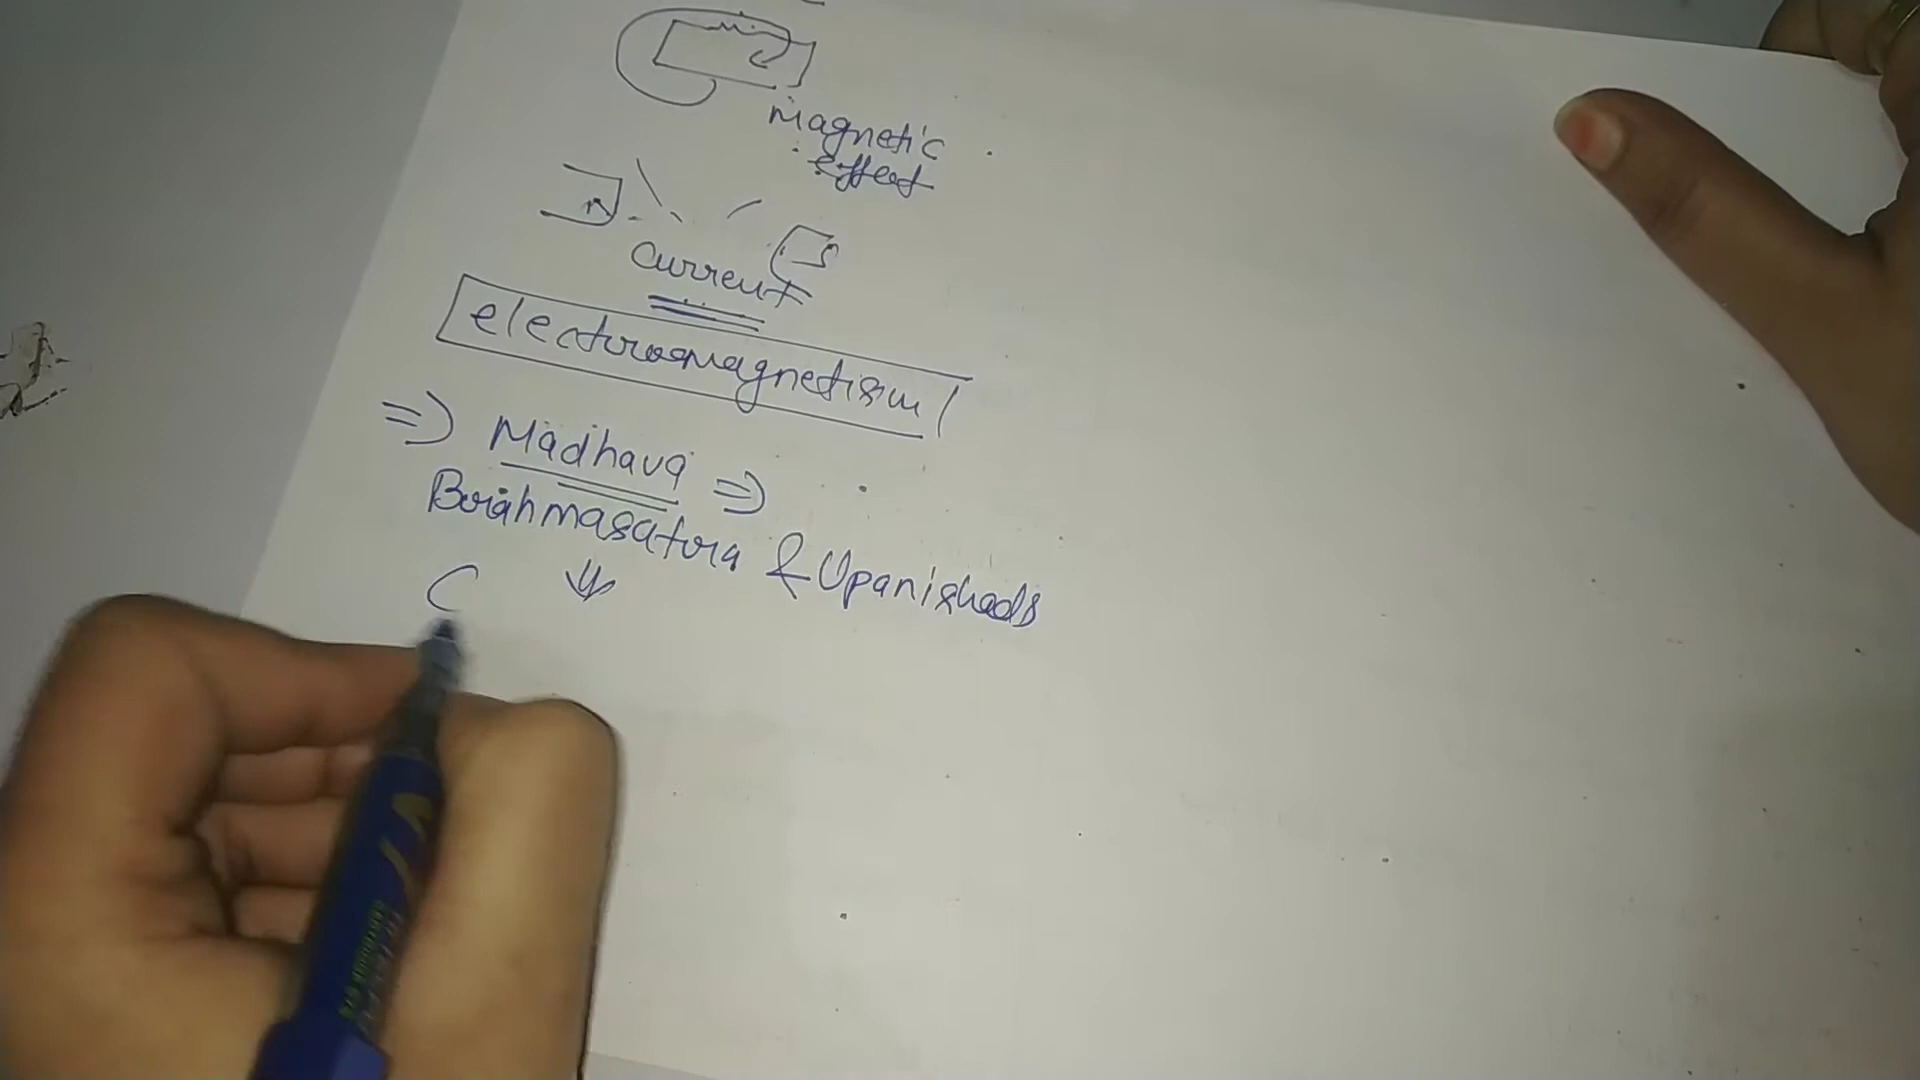 Magnetic
effect
N
S
current
electromagnetism
=> Madhava =>
Brahmasutra & Upanishads
C